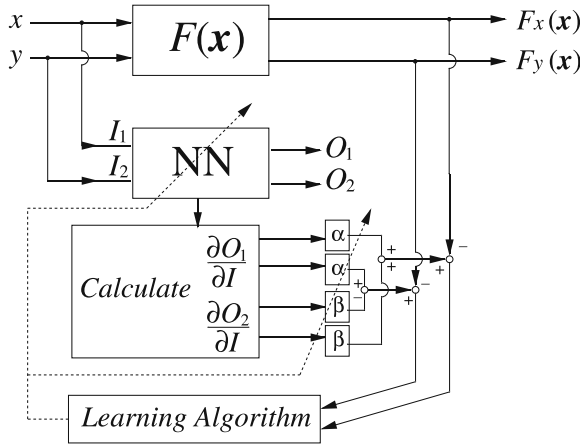 x
F(x)
Fx(x)
y
Fy(x)
I1
NN
O1
I2
O2
Calculate
∂O1
∂I
α
+
+
−
+
α
+
−
−
+
∂O2
∂I
β
β
Learning Algorithm